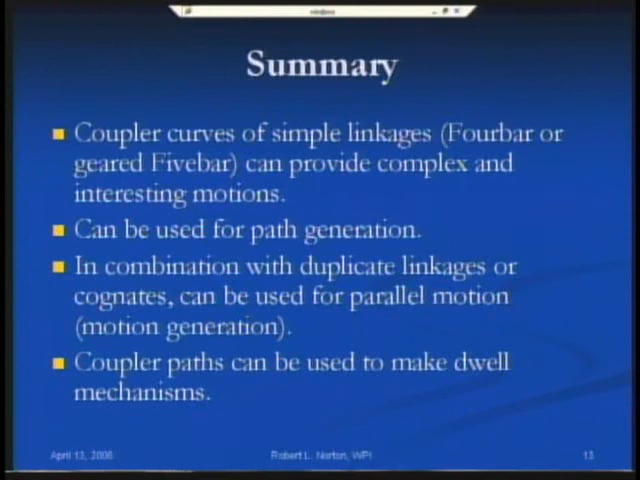 windows
Summary
Coupler curves of simple linkages (Fourbar or
geared Fivebar) can provide complex and
interesting motions.
Can be used for path generation.
In combination with duplicate linkages or
cognates, can be used for parallel motion
(motion generation).
Coupler paths can be used to make dwell
mechanisms.
April 13, 2006
Robert L. Norton, WPI
13